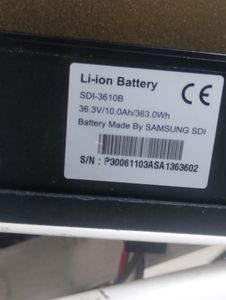 Li-ion Battery
SDI-3610B
36.3V/10.0Ah/363.0Wh
Battery Made By SAMSUNG SDI
S/N : P30061103ASA1363602
CE